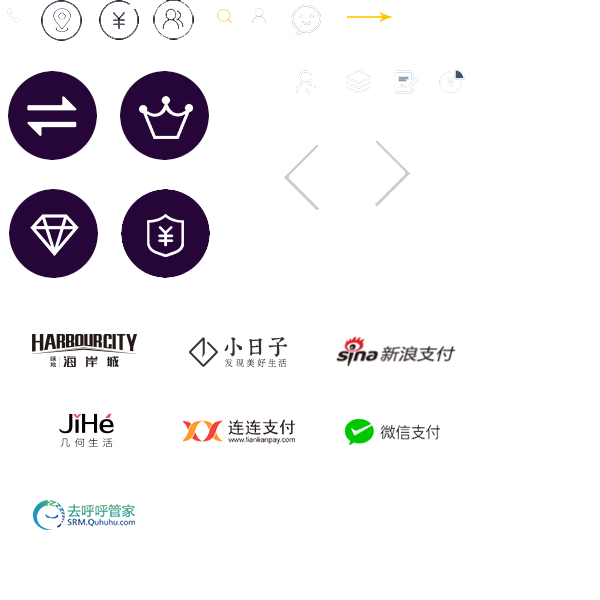 HARBOURCITY
绿地 海岸城
小日子
发现美好生活
sina 新浪支付
JiHé
几何生活
连连支付
www.lianlianpay.com
微信支付
去呼呼管家
SRM.Quhuhu.com